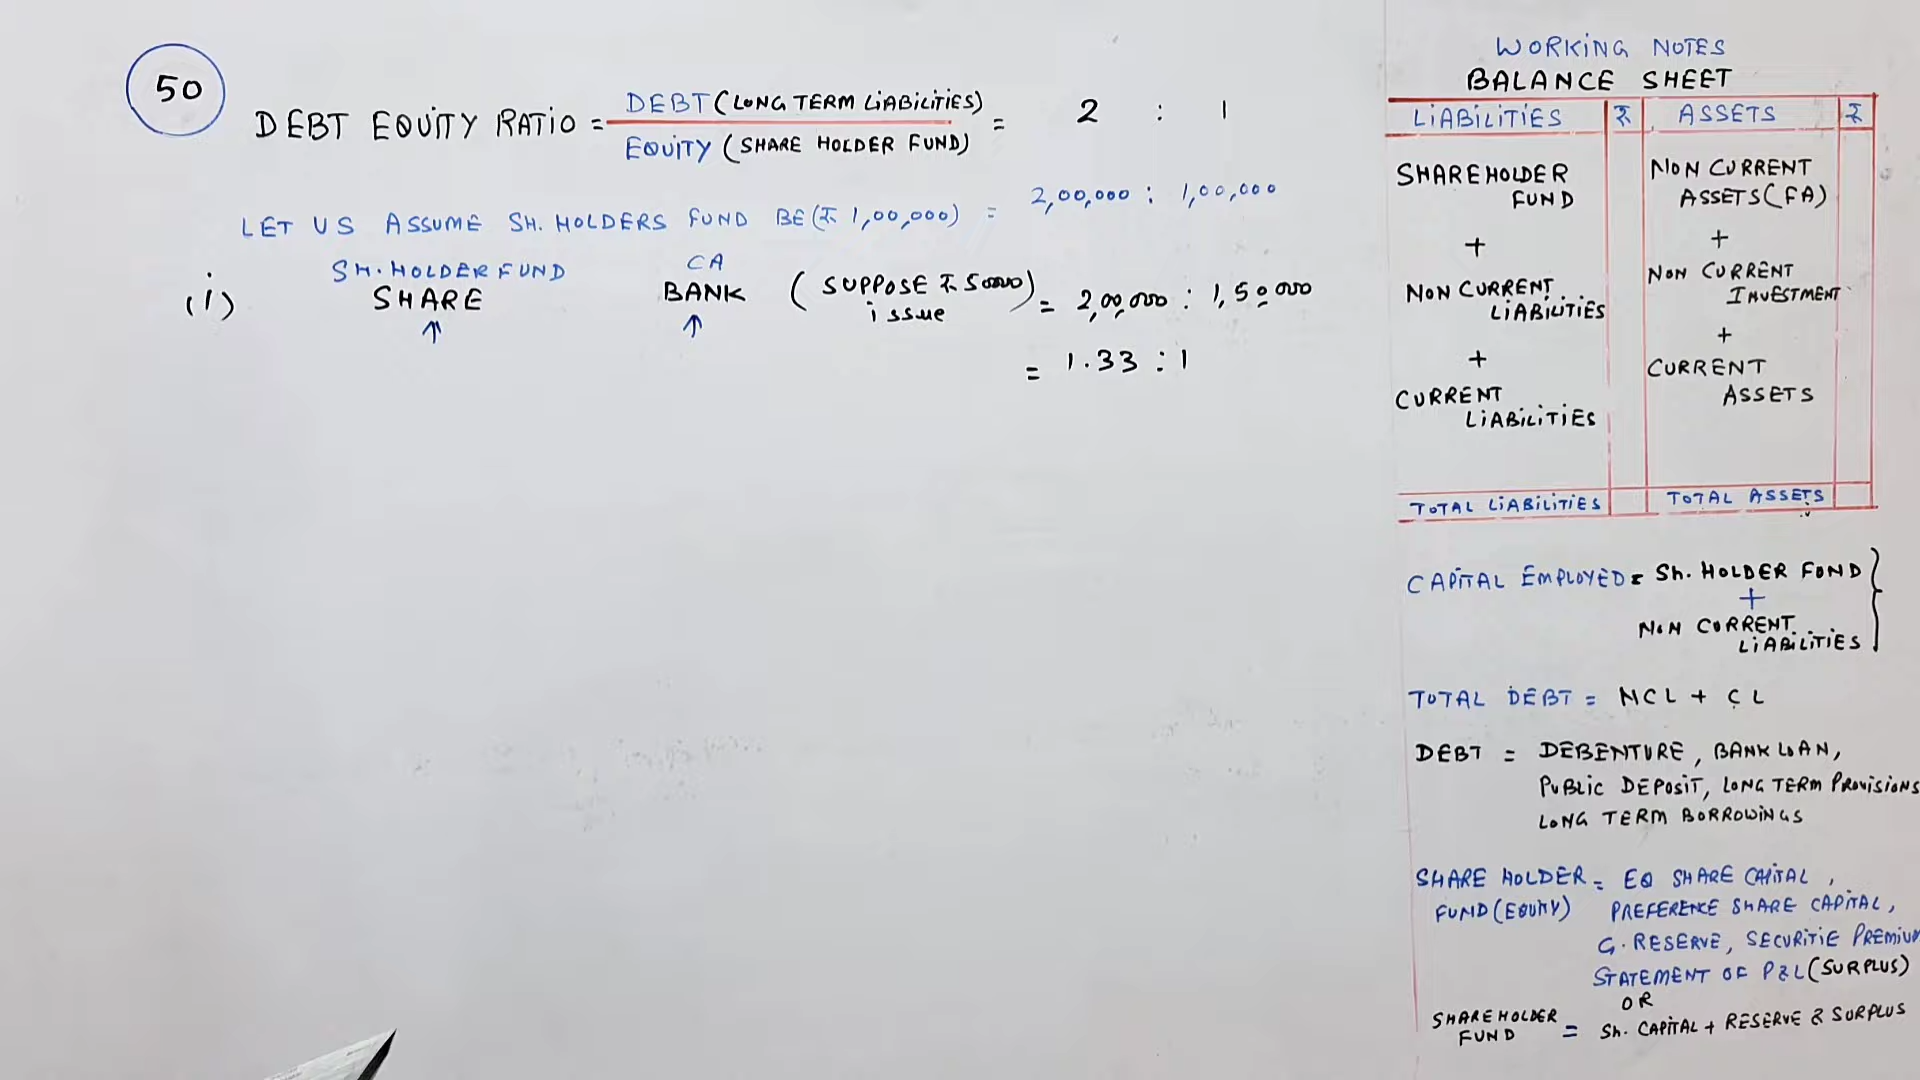 50
DEBT EQUITY RATIO = DEBT (LONG TERM LIABILITIES) = 2 : 1
EQUITY (SHARE HOLDER FUND)
LET US ASSUME SH. HOLDERS FUND BE (₹ 1,00,000) = 2,00,000 : 1,00,000
SH. HOLDER FUND CA
(i) SHARE BANK (SUPPOSE ₹ 50000 = 2,00,000 : 1,50,000
↑ ↑ issue)
= 1.33 : 1
WORKING NOTES
BALANCE SHEET
LIABILITIES ₹ ASSETS ₹
SHAREHOLDER
FUND
+
NON CURRENT
LIABILITIES
+
CURRENT
LIABILITIES
NON CURRENT
ASSETS (FA)
+
NON CURRENT
INVESTMENT
+
CURRENT
ASSETS
TOTAL LIABILITIES TOTAL ASSETS
CAPITAL EMPLOYED = Sh. HOLDER FUND
+
NON CURRENT
LIABILITIES
TOTAL DEBT = NCL + CL
DEBT = DEBENTURE, BANK LOAN,
PUBLIC DEPOSIT, LONG TERM PROVISIONS
LONG TERM BORROWINGS
SHARE HOLDER = EQ SHARE CAPITAL,
FUND (EQUITY) PREFERENCE SHARE CAPITAL,
G. RESERVE, SECURITIE PREMIUM
STATEMENT OF P&L (SURPLUS)
OR
SHAREHOLDER
FUND = Sh. CAPITAL + RESERVE & SURPLUS